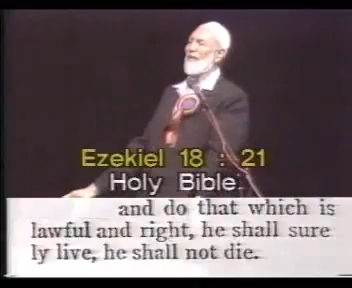 Ezekiel 18 : 21
Holy Bible.
and do that which is
lawful and right, he shall sure
ly live, he shall not die.